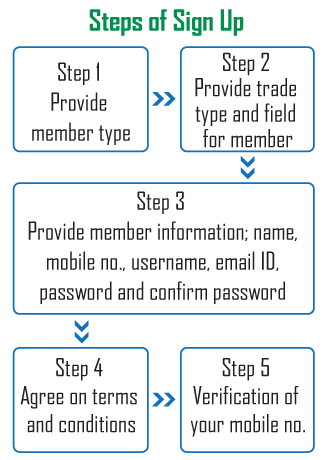 Steps of Sign Up
Step 1
Provide
member type
Step 2
Provide trade
type and field
for member
Step 3
Provide member information; name,
mobile no., username, email ID,
password and confirm password
Step 4
Agree on terms
and conditions
Step 5
Verification of
your mobile no.